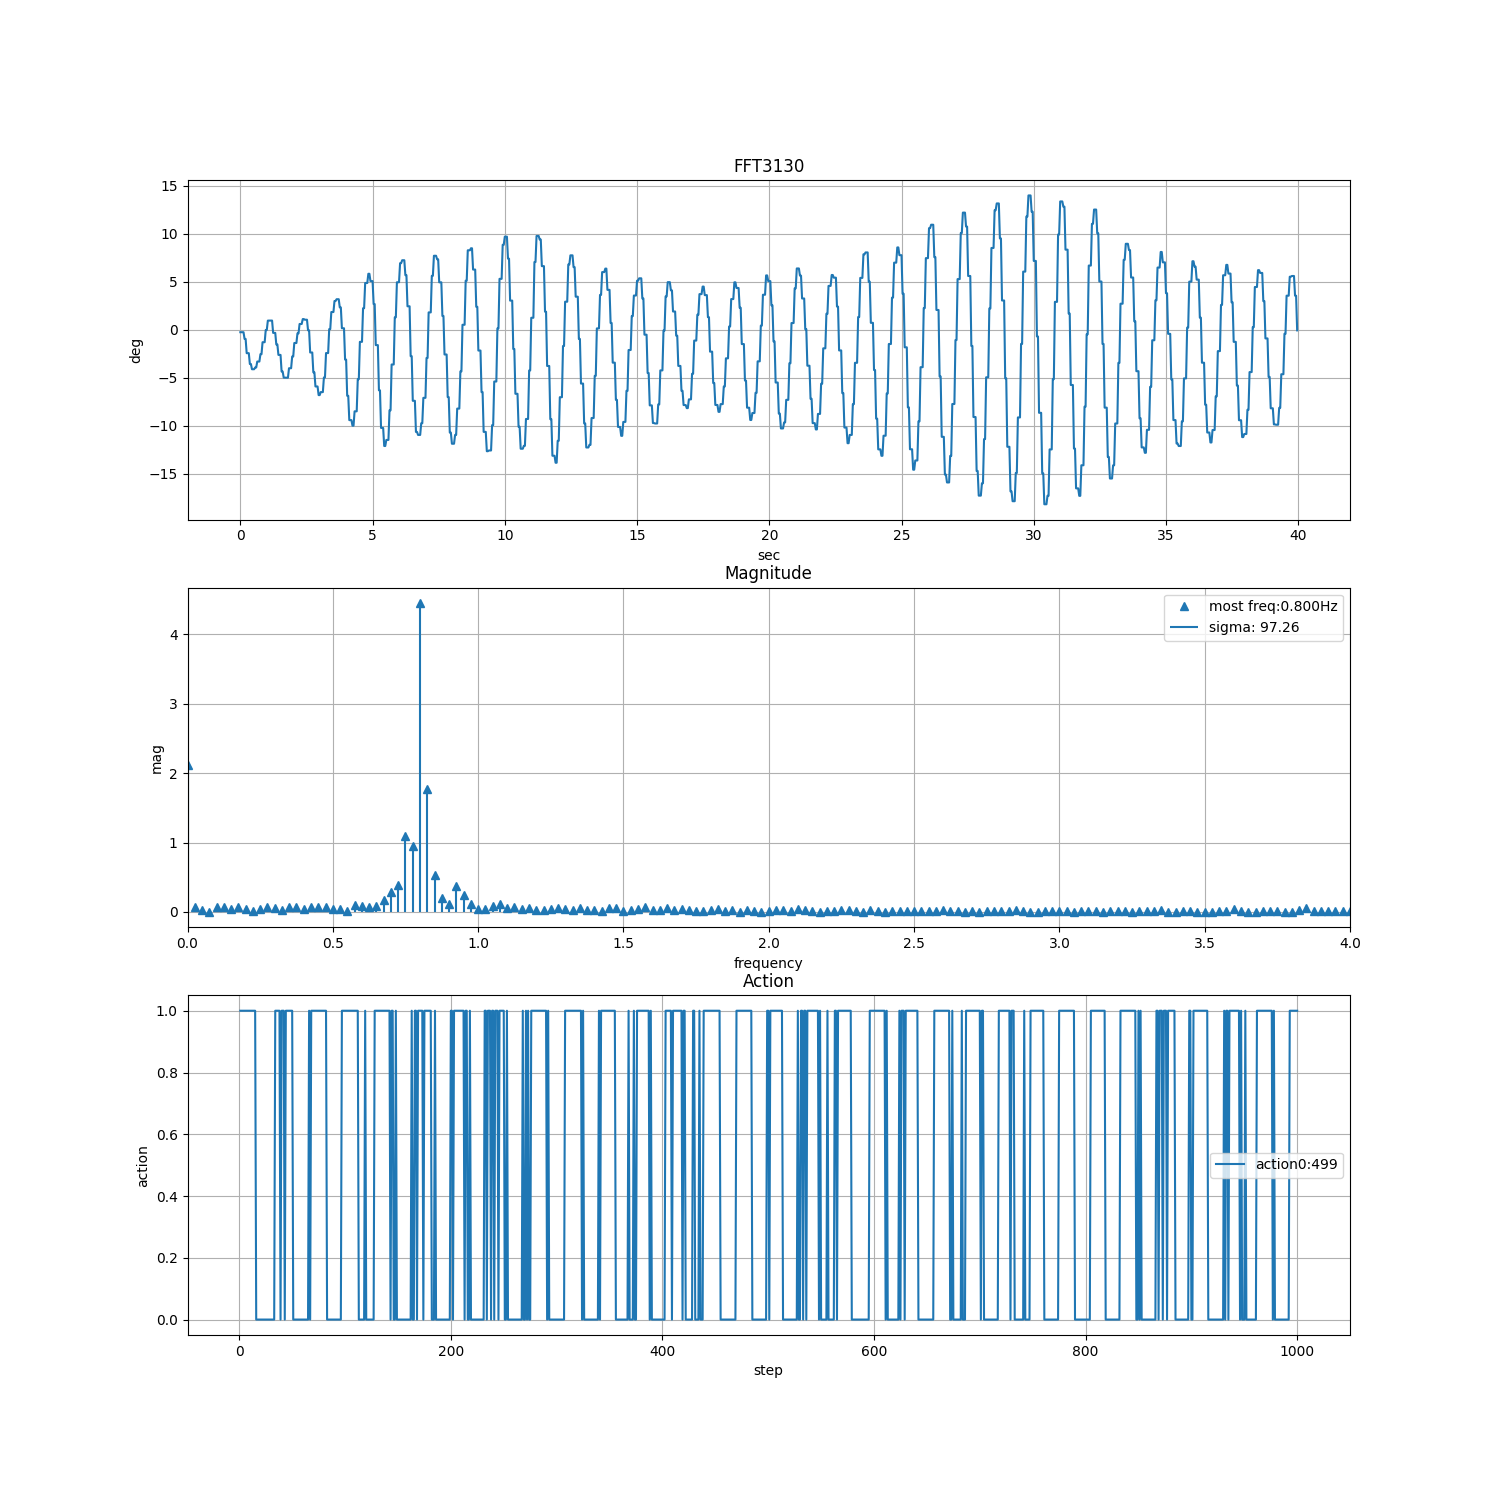 FFT3130
15
10
5
0
−5
−10
−15
deg
0 5 10 15 20 25 30 35 40
sec
Magnitude
most freq:0.800Hz
sigma: 97.26
4
3
2
1
0
mag
0.0 0.5 1.0 1.5 2.0 2.5 3.0 3.5 4.0
frequency
Action
1.0
0.8
0.6
0.4
0.2
0.0
action
action0:499
0 200 400 600 800 1000
step